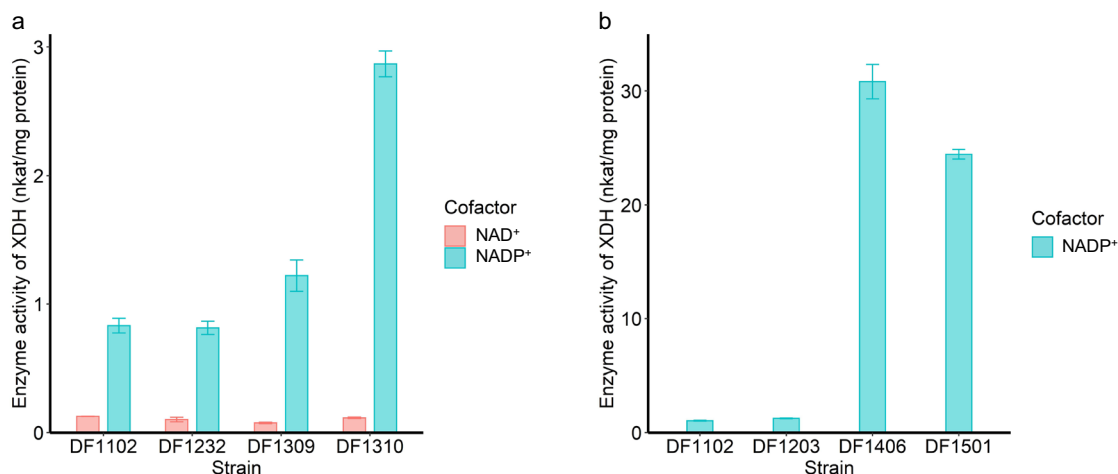 a
Enzyme activity of XDH (nkat/mg protein)
3
2
1
0
DF1102 DF1232 DF1309 DF1310
Strain
Cofactor
NAD⁺
NADP⁺
b
Enzyme activity of XDH (nkat/mg protein)
30
20
10
0
DF1102 DF1203 DF1406 DF1501
Strain
Cofactor
NADP⁺